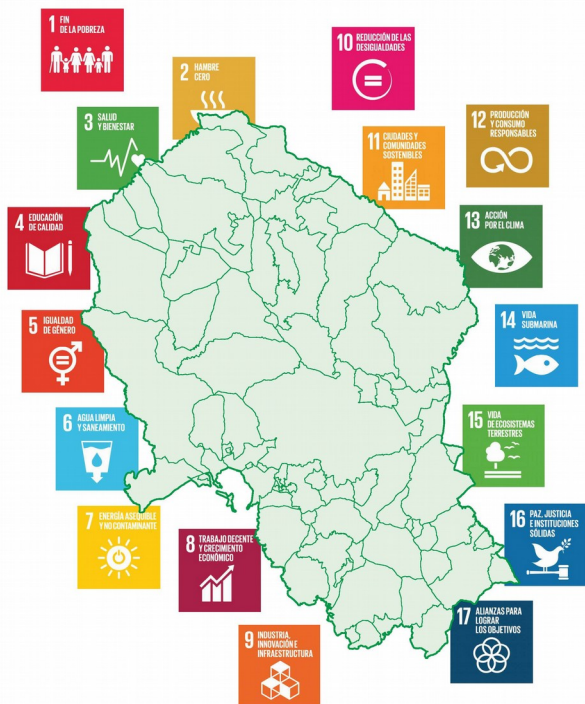 1 FIN
DE LA POBREZA
2 HAMBRE
CERO
3 SALUD
Y BIENESTAR
4 EDUCACIÓN
DE CALIDAD
5 IGUALDAD
DE GÉNERO
6 AGUA LIMPIA
Y SANEAMIENTO
7 ENERGÍA ASEQUIBLE
Y NO CONTAMINANTE
8 TRABAJO DECENTE
Y CRECIMIENTO
ECONÓMICO
9 INDUSTRIA,
INNOVACIÓN E
INFRAESTRUCTURA
10 REDUCCIÓN DE LAS
DESIGUALDADES
11 CIUDADES Y
COMUNIDADES
SOSTENIBLES
12 PRODUCCIÓN
Y CONSUMO
RESPONSABLES
13 ACCIÓN
POR EL CLIMA
14 VIDA
SUBMARINA
15 VIDA
DE ECOSISTEMAS
TERRESTRES
16 PAZ, JUSTICIA
E INSTITUCIONES
SÓLIDAS
17 ALIANZAS PARA
LOGRAR
LOS OBJETIVOS